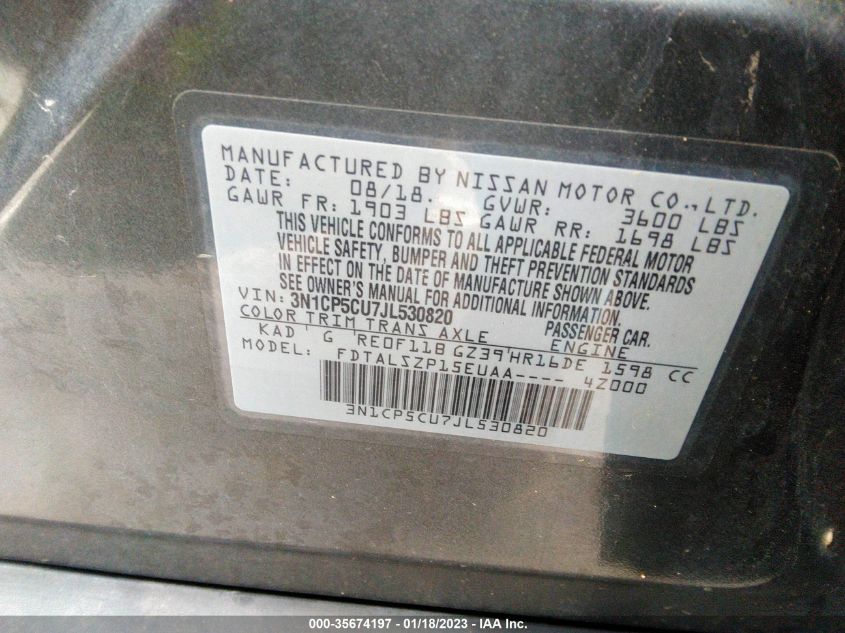 MANUFACTURED BY NISSAN MOTOR CO., LTD.
DATE: 08/18. GVWR: 3600 LBS
GAWR FR: 1903 LBS GAWR RR: 1698 LBS
THIS VEHICLE CONFORMS TO ALL APPLICABLE FEDERAL MOTOR
VEHICLE SAFETY, BUMPER AND THEFT PREVENTION STANDARDS
IN EFFECT ON THE DATE OF MANUFACTURE SHOWN ABOVE.
SEE OWNER'S MANUAL FOR ADDITIONAL INFORMATION.
VIN: 3N1CP5CU7JL530820 PASSENGER CAR.
COLOR TRIM TRANS AXLE ENGINE
KAD ' G 'RE0F11B GZ39'HR16DE 1598 CC
MODEL: FDTALSZP15EUAA---- 4Z000
3N1CP5CU7JL530820
000-35674197 - 01/18/2023 - IAA Inc.